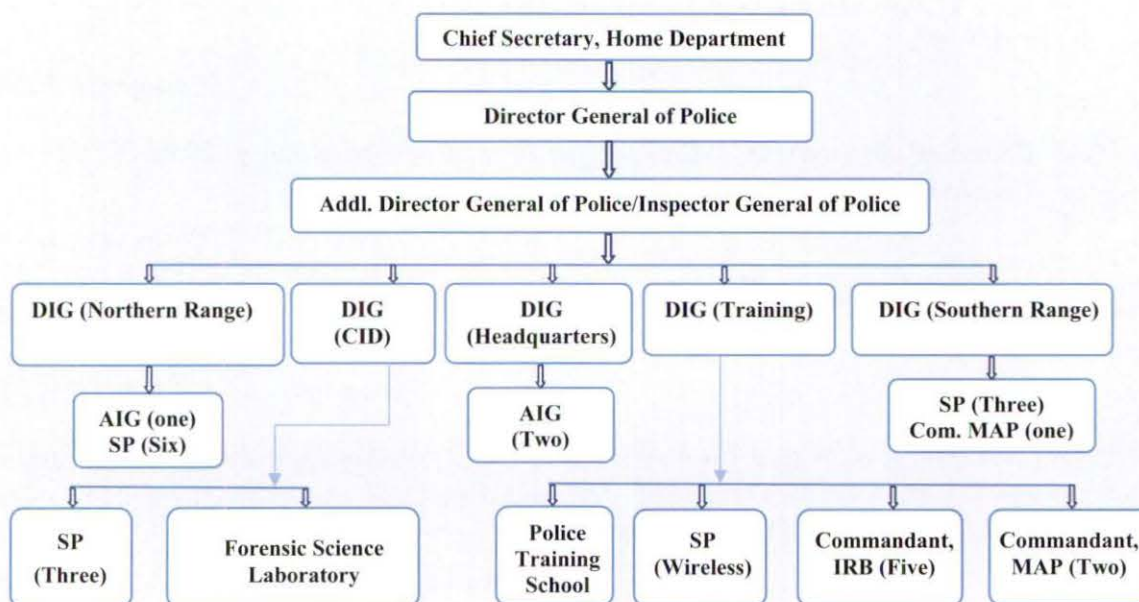 Chief Secretary, Home Department
Director General of Police
Addl. Director General of Police/Inspector General of Police
DIG (Northern Range)
DIG
(CID)
DIG
(Headquarters)
DIG (Training)
DIG (Southern Range)
AIG (one)
SP (Six)
AIG
(Two)
SP (Three)
Com. MAP (one)
SP
(Three)
Forensic Science
Laboratory
Police
Training
School
SP
(Wireless)
Commandant,
IRB (Five)
Commandant,
MAP (Two)